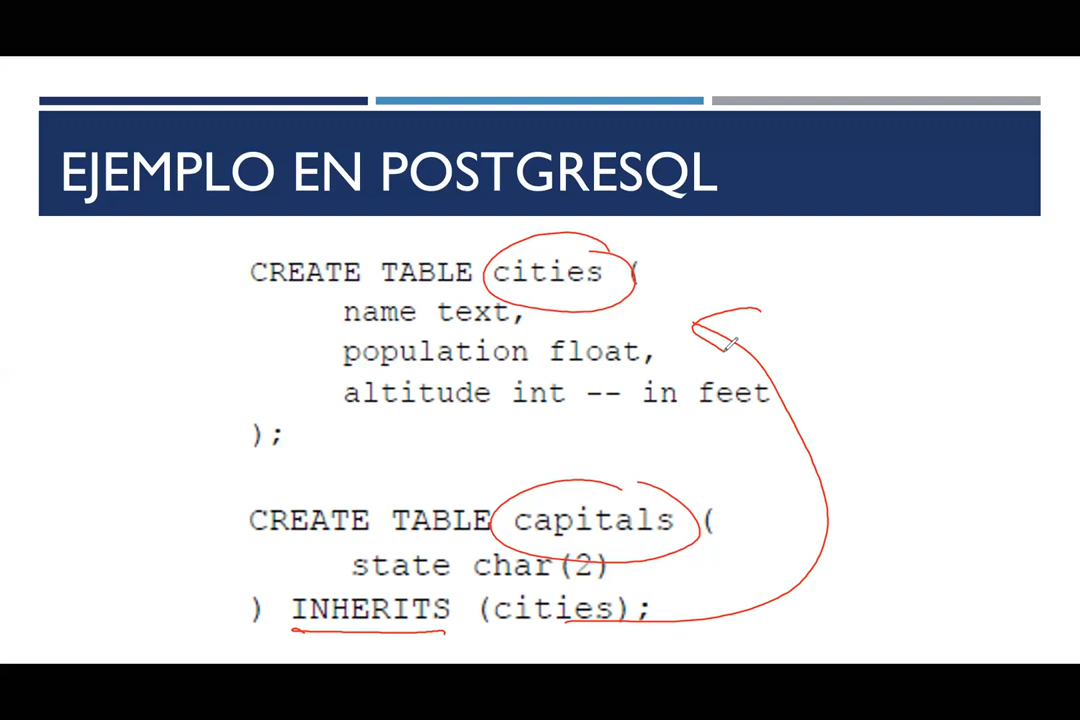 EJEMPLO EN POSTGRESQL
CREATE TABLE cities (
name text,
population float,
altitude int -- in feet
);
CREATE TABLE capitals (
state char(2)
) INHERITS (cities);